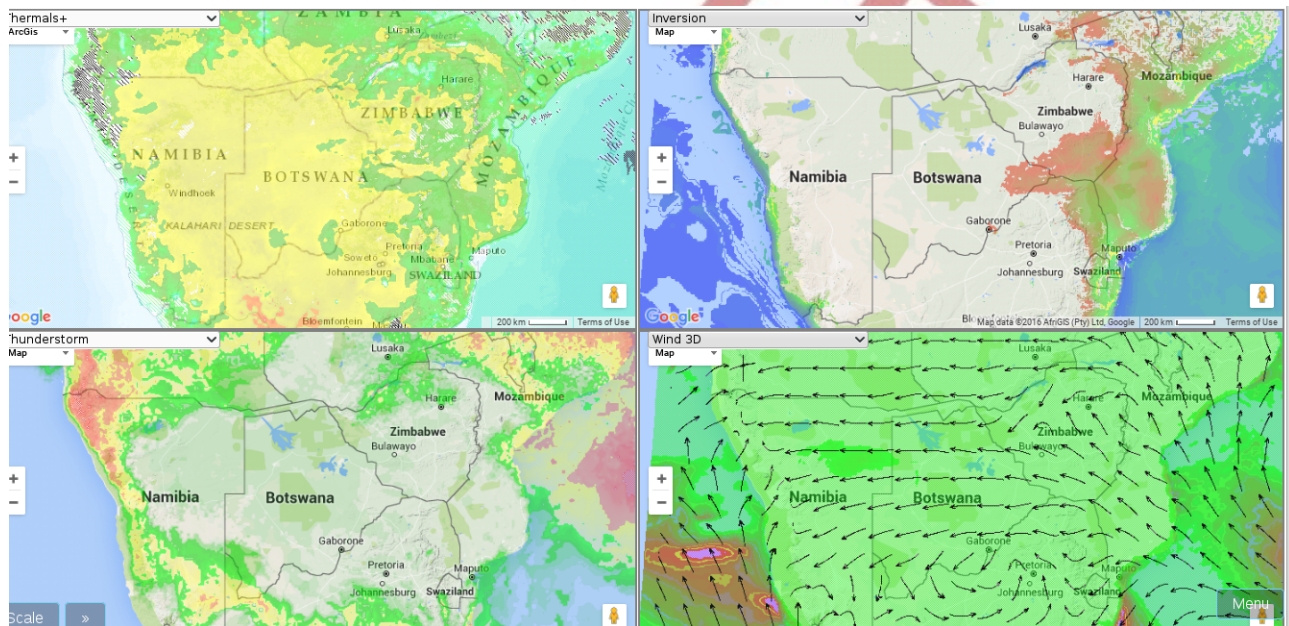 Thermals+
ArcGis
ZAMBIA
Lusaka
Harare
ZIMBABWE
MOZAMBIQUE
NAMIBIA
BOTSWANA
Windhoek
KALAHARI DESERT
Gaborone
Pretoria
Soweto
Mbabane
Maputo
Johannesburg
SWAZILAND
Bloemfontein
Google
200 km
Terms of Use
Inversion
Map
Lusaka
Harare
Mozambique
Zimbabwe
Bulawayo
Namibia
Botswana
Gaborone
Pretoria
Maputo
Johannesburg
Swaziland
Google
Map data ©2016 AfriGIS (Pty) Ltd, Google
200 km
Terms of Use
Thunderstorm
Map
Lusaka
Harare
Mozambique
Zimbabwe
Bulawayo
Namibia
Botswana
Gaborone
Pretoria
Maputo
Johannesburg
Swaziland
Scale
»
Wind 3D
Map
Lusaka
Harare
Mozambique
Zimbabwe
Bulawayo
Namibia
Botswana
Gaborone
Pretoria
Maputo
Johannesburg
Swaziland
Menu